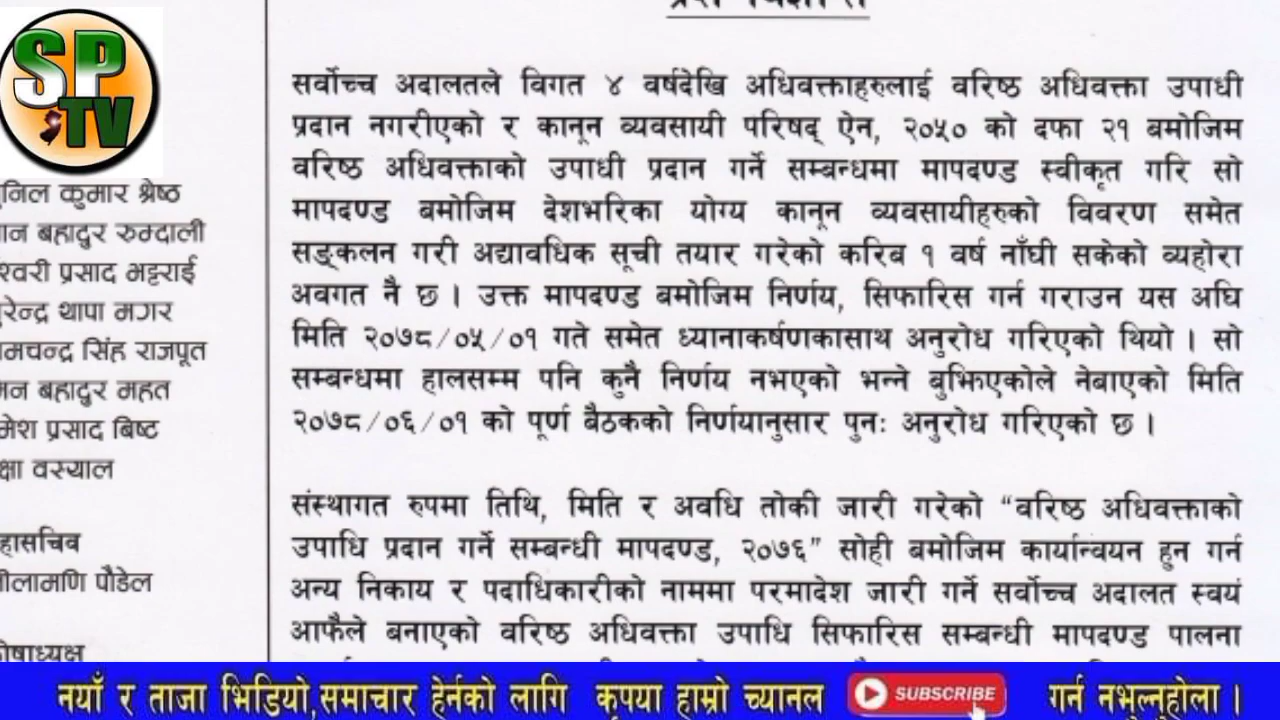 SP
TV
कुमार श्रेष्ठ
बहादुर रुम्दाली
प्रसाद भट्टराई
थापा मगर
सिंह राजपूत
बहादुर महत
प्रसाद बिष्ट
वस्याल
पौडेल
सर्वोच्च अदालतले विगत ४ वर्षदेखि अधिवक्ताहरुलाई वरिष्ठ अधिवक्ता उपाधी
प्रदान नगरीएको र कानून व्यवसायी परिषद् ऐन, २०५० को दफा २१ बमोजिम
वरिष्ठ अधिवक्ताको उपाधी प्रदान गर्ने सम्बन्धमा मापदण्ड स्वीकृत गरि सो
मापदण्ड बमोजिम देशभरिका योग्य कानून व्यवसायीहरुको विवरण समेत
सङ्कलन गरी अद्यावधिक सूची तयार गरेको करिब १ वर्ष नाँघी सकेको व्यहोरा
अवगत नै छ । उक्त मापदण्ड बमोजिम निर्णय, सिफारिस गर्न गराउन यस अघि
मिति २०७८/०५/०१ गते समेत ध्यानाकर्षणकासाथ अनुरोध गरिएको थियो । सो
सम्बन्धमा हालसम्म पनि कुनै निर्णय नभएको भन्ने बुझिएकोले नेबाएको मिति
२०७८/०६/०१ को पूर्ण बैठकको निर्णयानुसार पुनः अनुरोध गरिएको छ ।
संस्थागत रुपमा तिथि, मिति र अवधि तोकी जारी गरेको “वरिष्ठ अधिवक्ताको
उपाधि प्रदान गर्ने सम्बन्धी मापदण्ड, २०७६” सोही बमोजिम कार्यान्वयन हुन गर्न
अन्य निकाय र पदाधिकारीको नाममा परमादेश जारी गर्ने सर्वोच्च अदालत स्वयं
आफैले बनाएको वरिष्ठ अधिवक्ता उपाधि सिफारिस सम्बन्धी मापदण्ड पालना
नयाँ र ताजा भिडियो,समाचार हेर्नको लागि कृपया हाम्रो च्यानल SUBSCRIBE गर्न नभुल्नुहोला ।